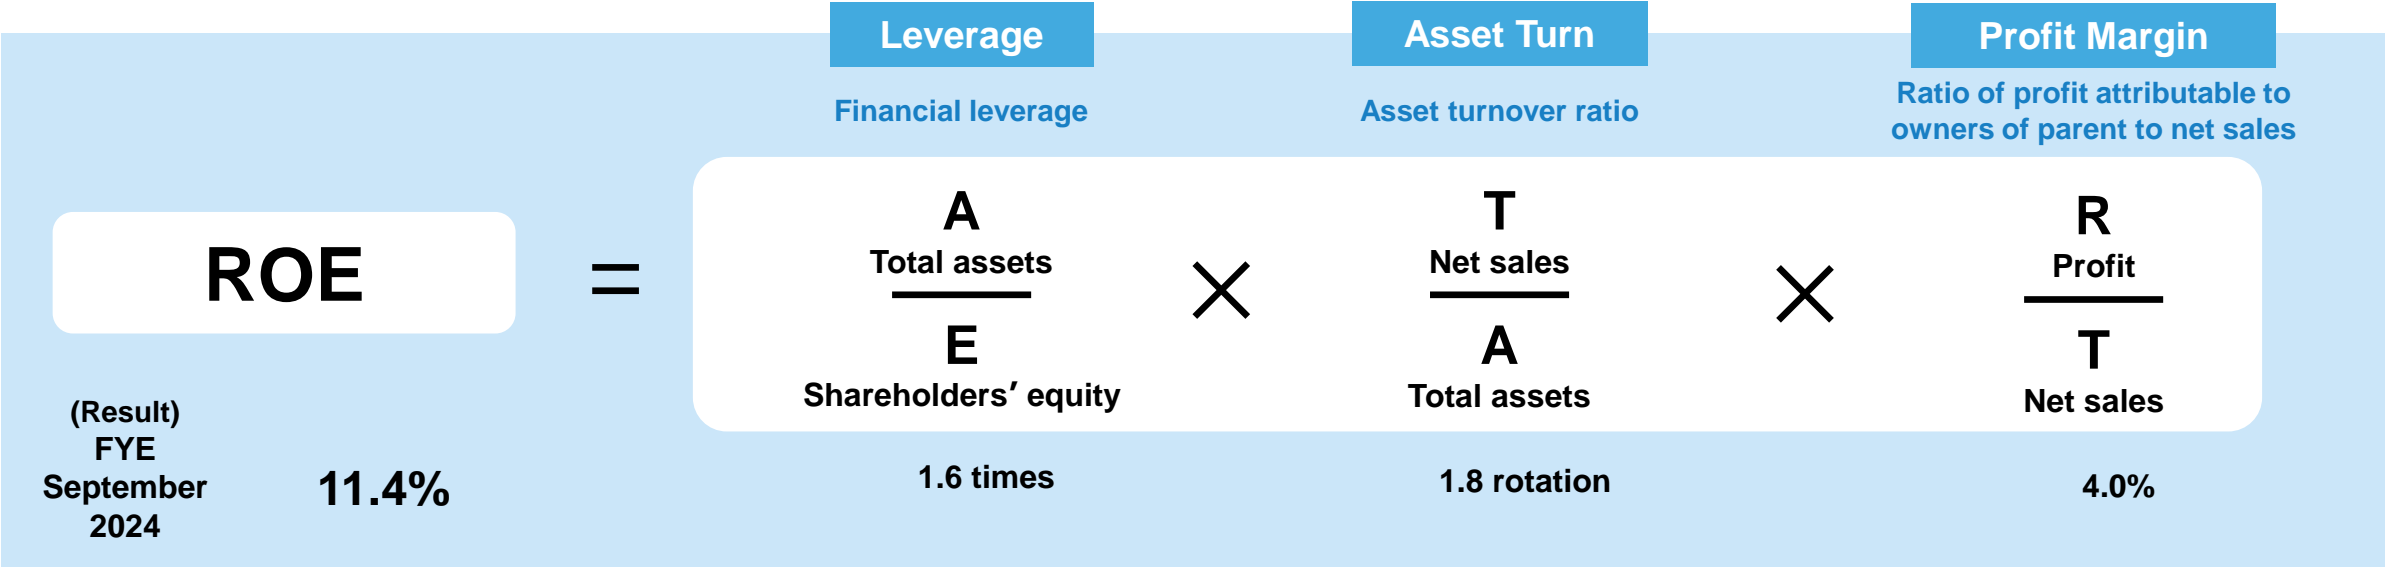 Leverage
Asset Turn
Profit Margin
Financial leverage
Asset turnover ratio
Ratio of profit attributable to
owners of parent to net sales
ROE
=
A
Total assets
E
Shareholders’ equity
×
T
Net sales
A
Total assets
×
R
Profit
T
Net sales
(Result)
FYE
September
2024
11.4%
1.6 times
1.8 rotation
4.0%